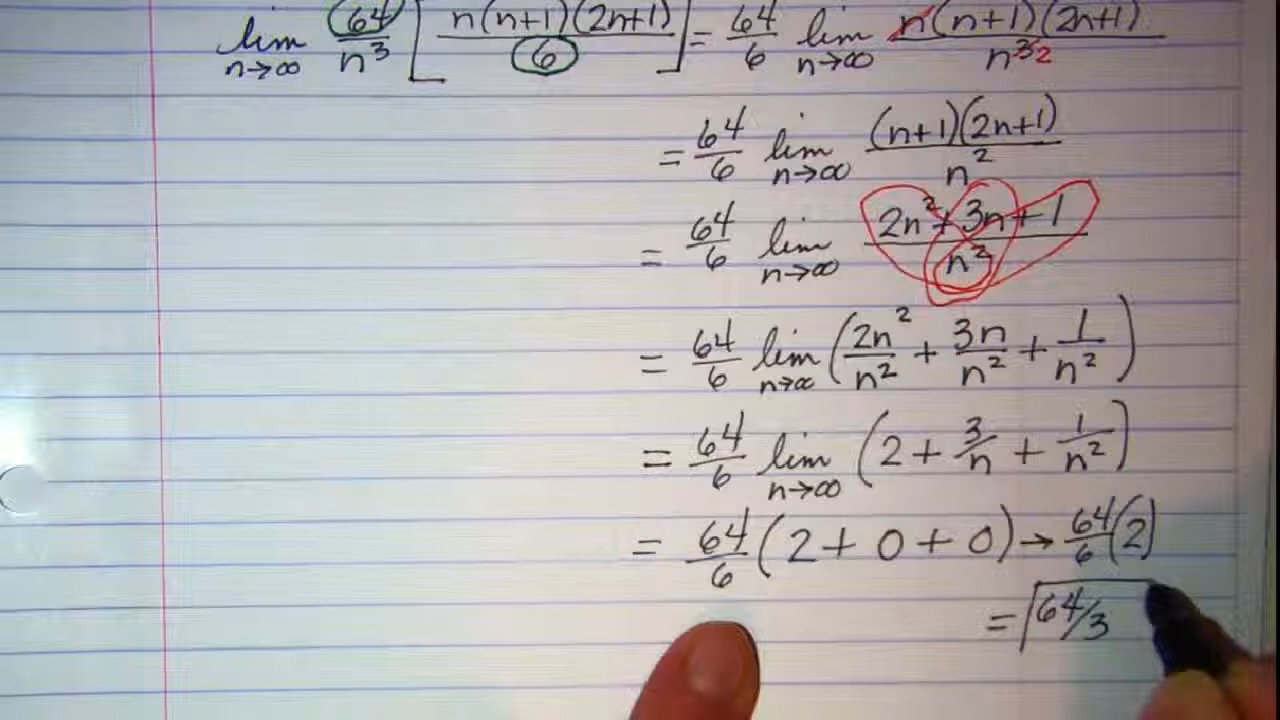 lim n→∞ 64/n³ [ n(n+1)(2n+1)/6 ] = 64/6 lim n→∞ n(n+1)(2n+1)/n³ 2
= 64/6 lim n→∞ (n+1)(2n+1)/n²
= 64/6 lim n→∞ 2n²+3n+1/n²
= 64/6 lim n→∞ (2n²/n² + 3n/n² + 1/n²)
= 64/6 lim n→∞ (2 + 3/n + 1/n²)
= 64/6 (2 + 0 + 0) → 64/6 (2)
= 64/3